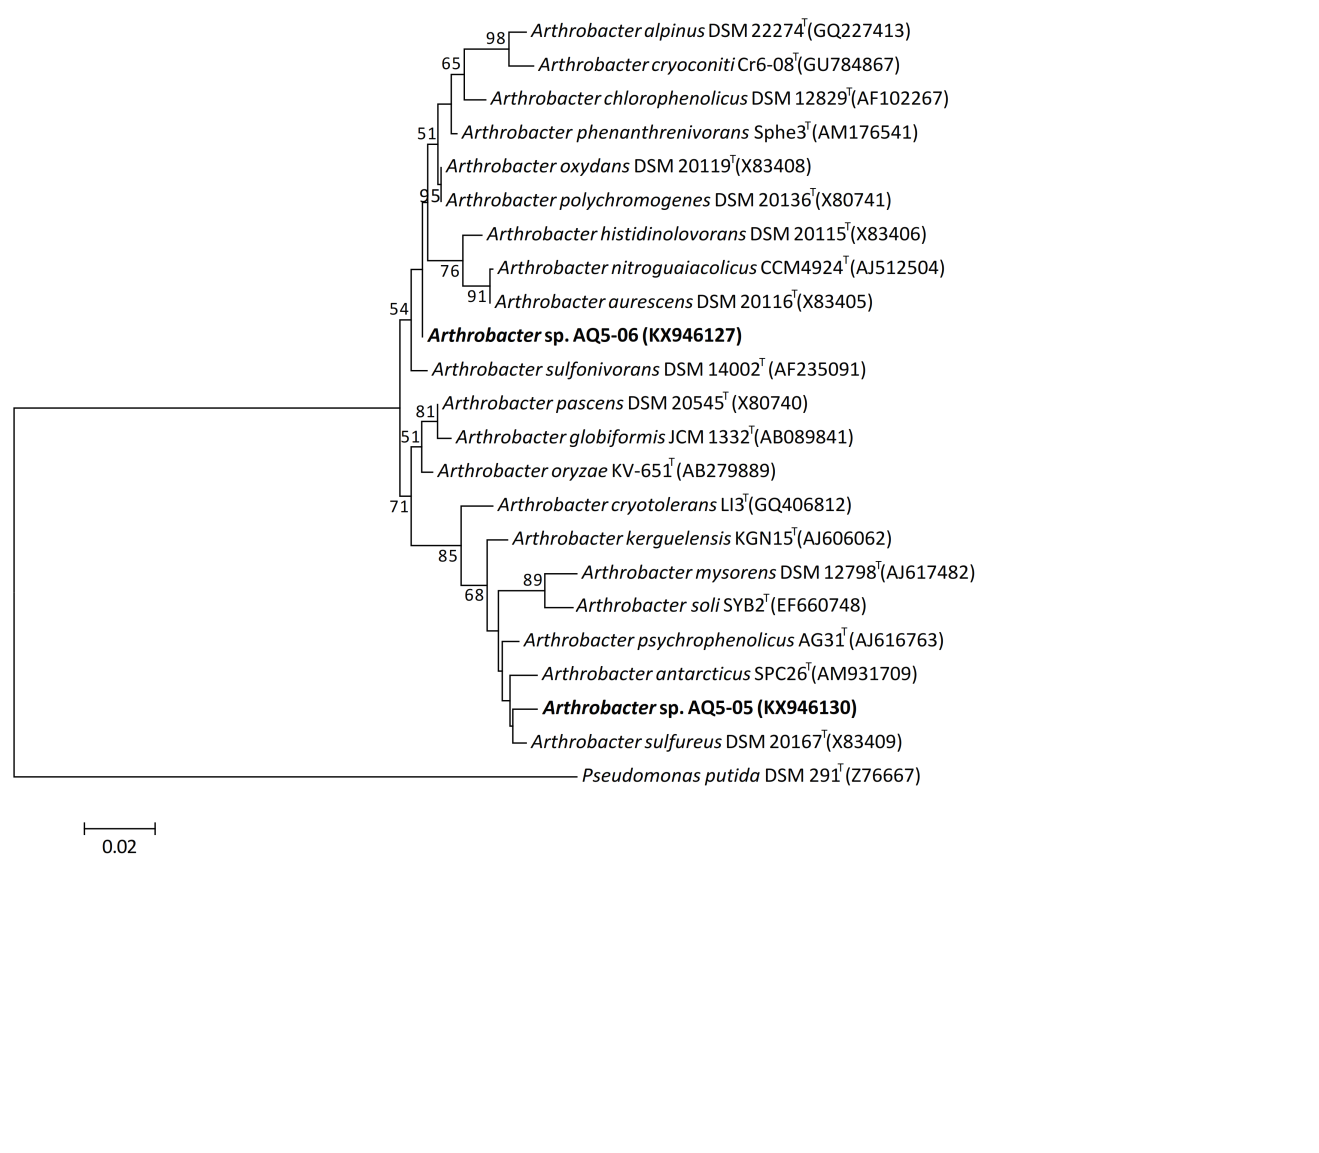 98 Arthrobacter alpinus DSM 22274T(GQ227413)
65 Arthrobacter cryoconiti Cr6-08T(GU784867)
Arthrobacter chlorophenolicus DSM 12829T(AF102267)
51 Arthrobacter phenanthrenivorans Sphe3T(AM176541)
Arthrobacter oxydans DSM 20119T(X83408)
95 Arthrobacter polychromogenes DSM 20136T(X80741)
Arthrobacter histidinolovorans DSM 20115T(X83406)
76 Arthrobacter nitroguaiacolicus CCM4924T(AJ512504)
91 Arthrobacter aurescens DSM 20116T(X83405)
54 Arthrobacter sp. AQ5-06 (KX946127)
Arthrobacter sulfonivorans DSM 14002T (AF235091)
81 Arthrobacter pascens DSM 20545T (X80740)
51 Arthrobacter globiformis JCM 1332T(AB089841)
Arthrobacter oryzae KV-651T(AB279889)
71 Arthrobacter cryotolerans LI3T(GQ406812)
85 Arthrobacter kerguelensis KGN15T(AJ606062)
89 Arthrobacter mysorens DSM 12798T(AJ617482)
68 Arthrobacter soli SYB2T(EF660748)
Arthrobacter psychrophenolicus AG31T(AJ616763)
Arthrobacter antarcticus SPC26T(AM931709)
Arthrobacter sp. AQ5-05 (KX946130)
Arthrobacter sulfureus DSM 20167T(X83409)
Pseudomonas putida DSM 291T(Z76667)
0.02